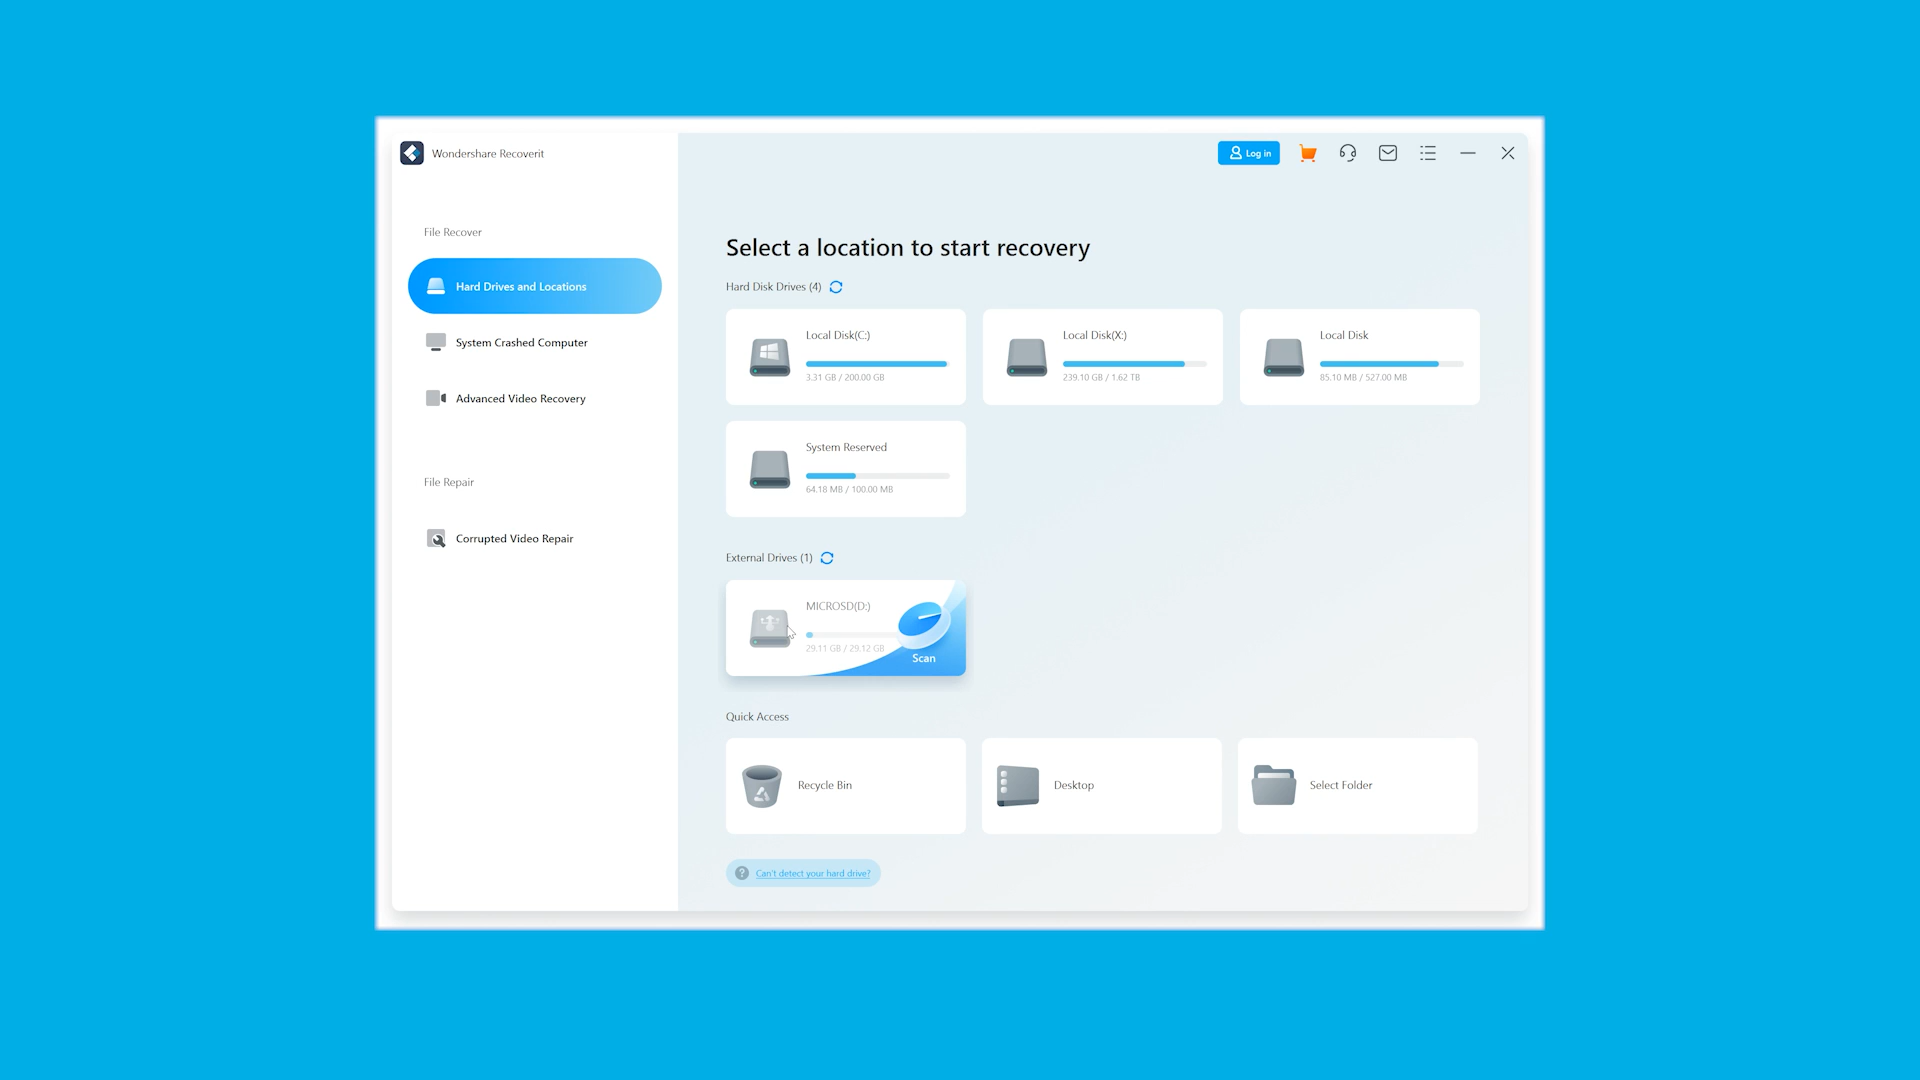 Wondershare Recoverit
Log in
File Recover
Hard Drives and Locations
System Crashed Computer
Advanced Video Recovery
File Repair
Corrupted Video Repair
Select a location to start recovery
Hard Disk Drives (4)
Local Disk(C:)
3.31 GB / 200.00 GB
Local Disk(X:)
239.10 GB / 1.62 TB
Local Disk
85.10 MB / 527.00 MB
System Reserved
64.18 MB / 100.00 MB
External Drives (1)
MICROSD(D:)
29.11 GB / 29.12 GB
Scan
Quick Access
Recycle Bin
Desktop
Select Folder
? Can't detect your hard drive?